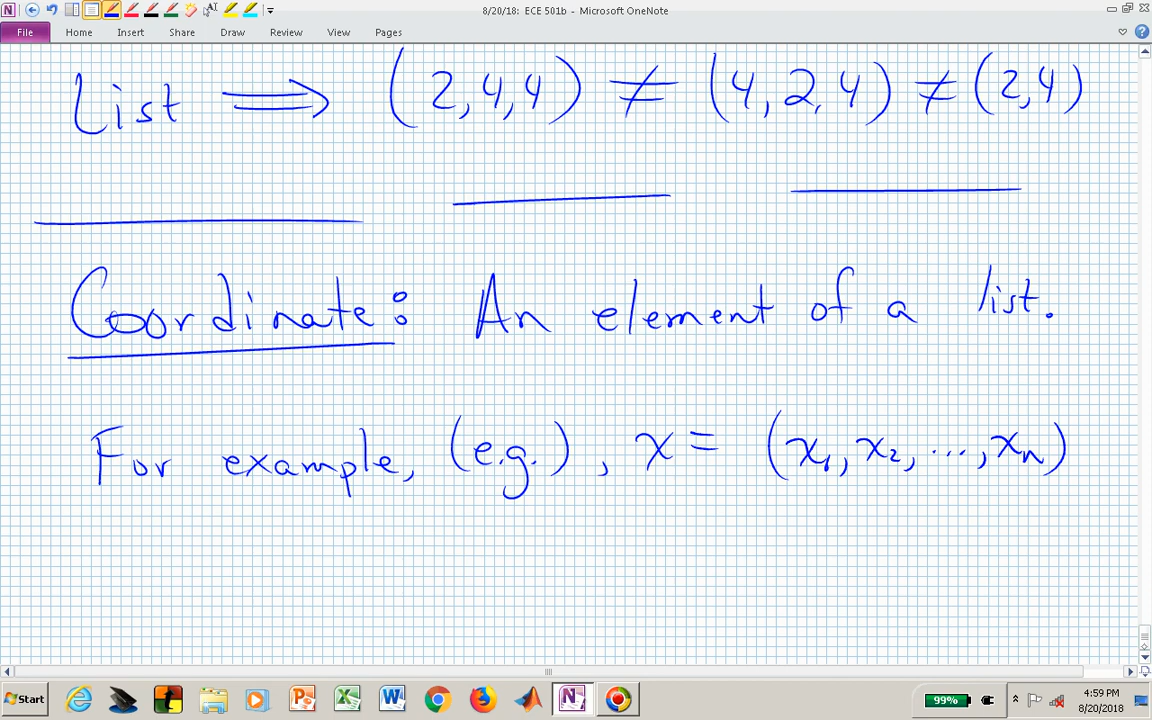 8/20/18: ECE 501b - Microsoft OneNote
File Home Insert Share Draw Review View Pages
List ⟹ (2,4,4) ≠ (4,2,4) ≠ (2,4)
Coordinate: An element of a list.
For example, (e.g.), x = (x₁, x₂, ..., xₙ)
Start 99% 4:59 PM
8/20/2018